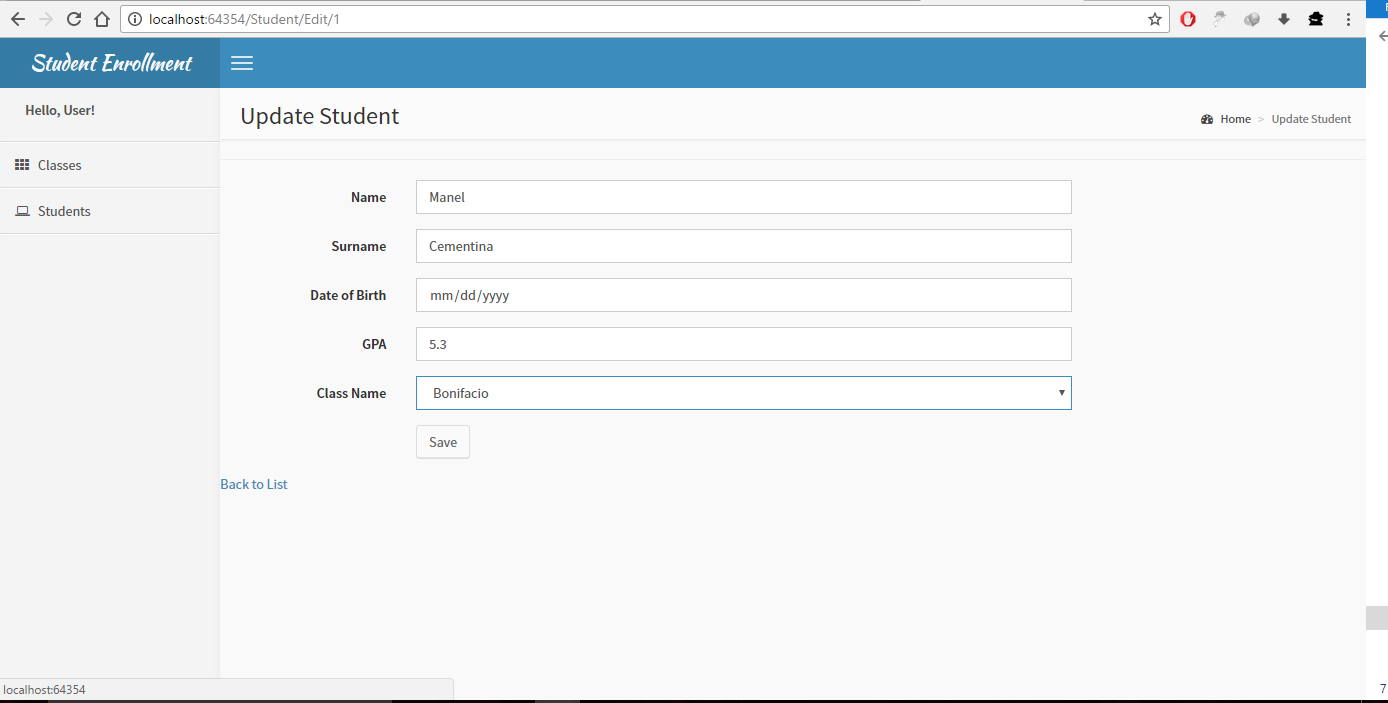 localhost:64354/Student/Edit/1
Student Enrollment
Hello, User!
Update Student
Home > Update Student
Classes
Students
Name Manel
Surname Cementina
Date of Birth mm/dd/yyyy
GPA 5.3
Class Name Bonifacio
Save
Back to List
localhost:64354
7